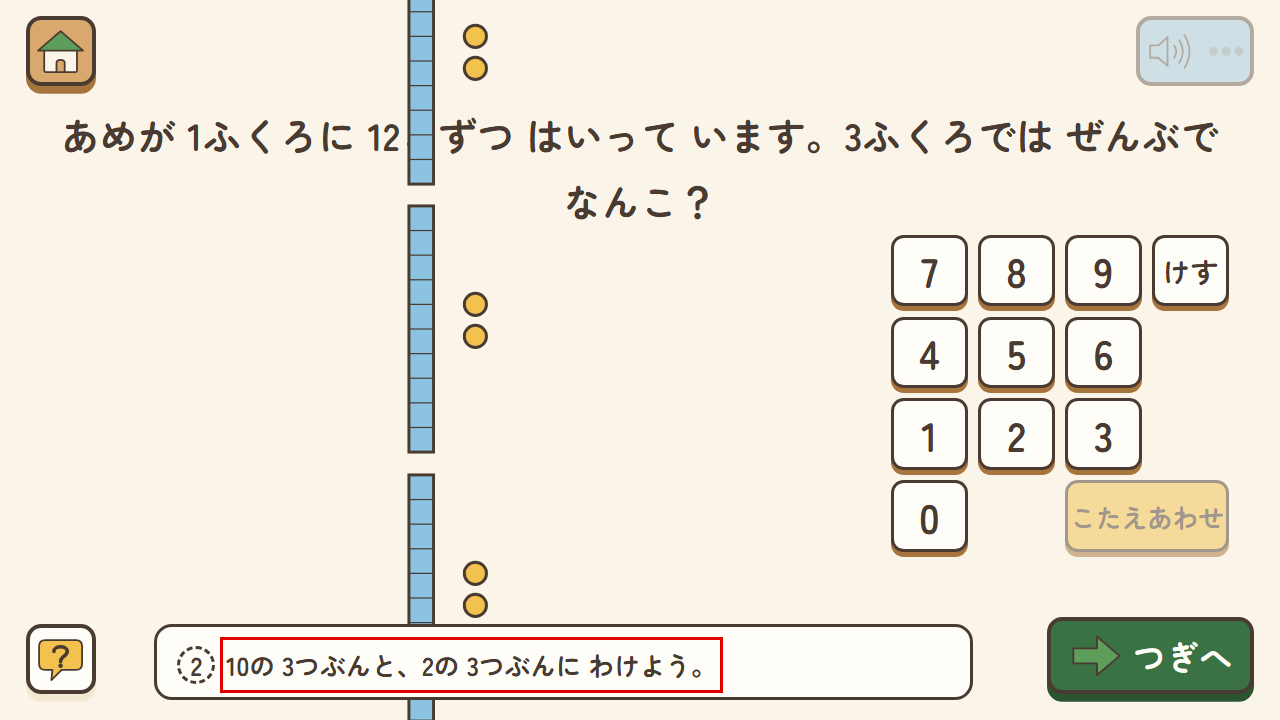 あめが 1ふくろに 12 ずつ はいって います。3ふくろでは ぜんぶで
なんこ？
7 8 9 けす
4 5 6
1 2 3
0 こたえあわせ
2 10の 3つぶんと、2の 3つぶんに わけよう。
つぎへ